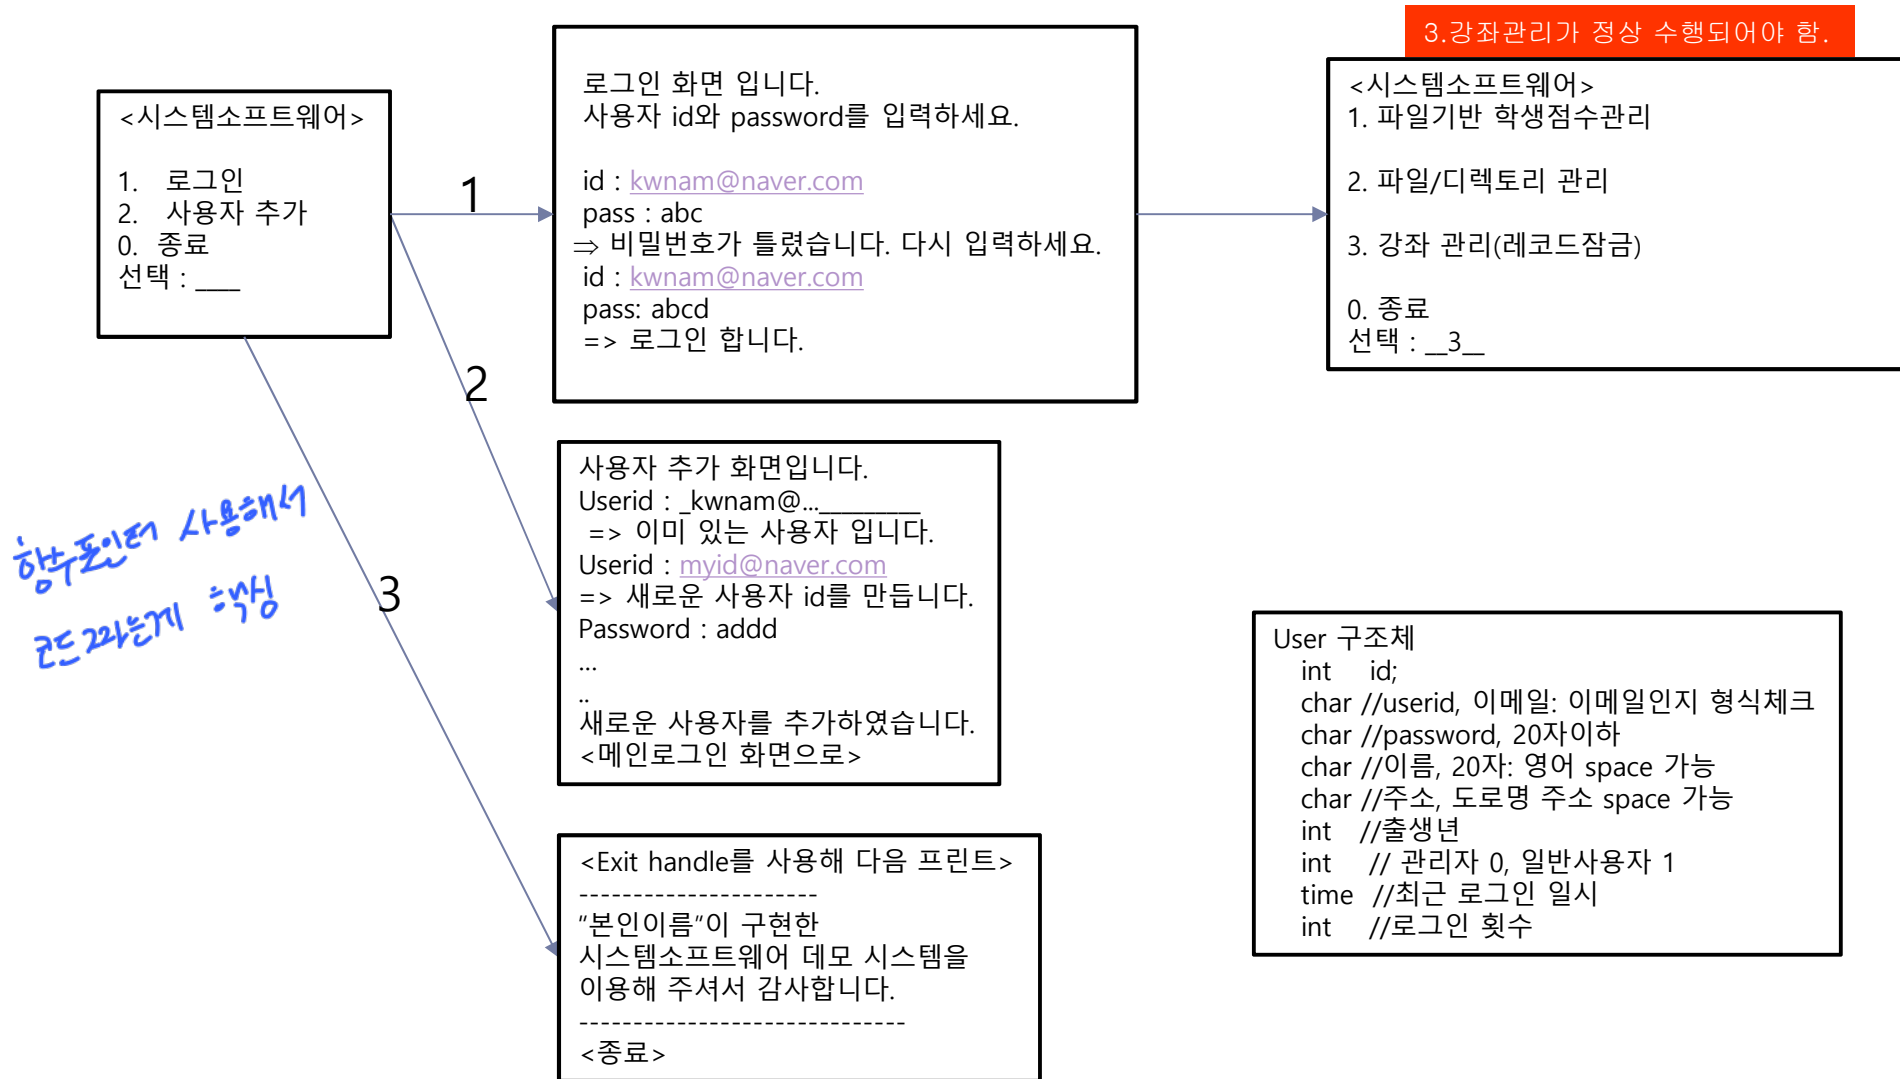 3.강좌관리가 정상 수행되어야 함.
<시스템소프트웨어>
1. 로그인
2. 사용자 추가
0. 종료
선택 : ____
1
2
3
로그인 화면 입니다.
사용자 id와 password를 입력하세요.
id : kwnam@naver.com
pass : abc
⇒ 비밀번호가 틀렸습니다. 다시 입력하세요.
id : kwnam@naver.com
pass: abcd
=> 로그인 합니다.
<시스템소프트웨어>
1. 파일기반 학생점수관리
2. 파일/디렉토리 관리
3. 강좌 관리(레코드잠금)
0. 종료
선택 : __3__
사용자 추가 화면입니다.
Userid : _kwnam@...__________
=> 이미 있는 사용자 입니다.
Userid : myid@naver.com
=> 새로운 사용자 id를 만듭니다.
Password : addd
...
..
새로운 사용자를 추가하였습니다.
<메인로그인 화면으로>
함수포인터 사용해서
코드 짜는게 핵심
<Exit handle를 사용해 다음 프린트>
----------------------
”본인이름”이 구현한
시스템소프트웨어 데모 시스템을
이용해 주셔서 감사합니다.
------------------------------
<종료>
User 구조체
int id;
char //userid, 이메일: 이메일인지 형식체크
char //password, 20자이하
char //이름, 20자: 영어 space 가능
char //주소, 도로명 주소 space 가능
int //출생년
int // 관리자 0, 일반사용자 1
time //최근 로그인 일시
int //로그인 횟수